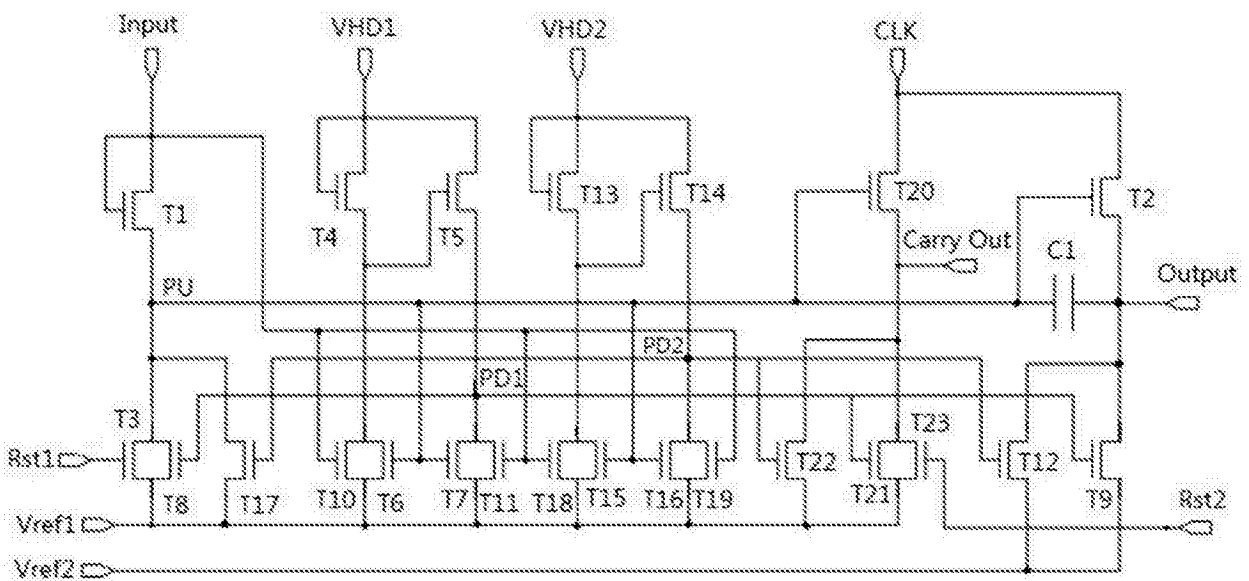 Input
VHD1
VHD2
CLK
T1
T4
T5
T13
T14
T20
T2
Carry Out
C1
Output
PU
PD2
PD1
T3
T23
Rst1
T8
T17
T10
T6
T7
T11
T18
T15
T16
T19
T22
T21
T12
T9
Rst2
Vref1
Vref2